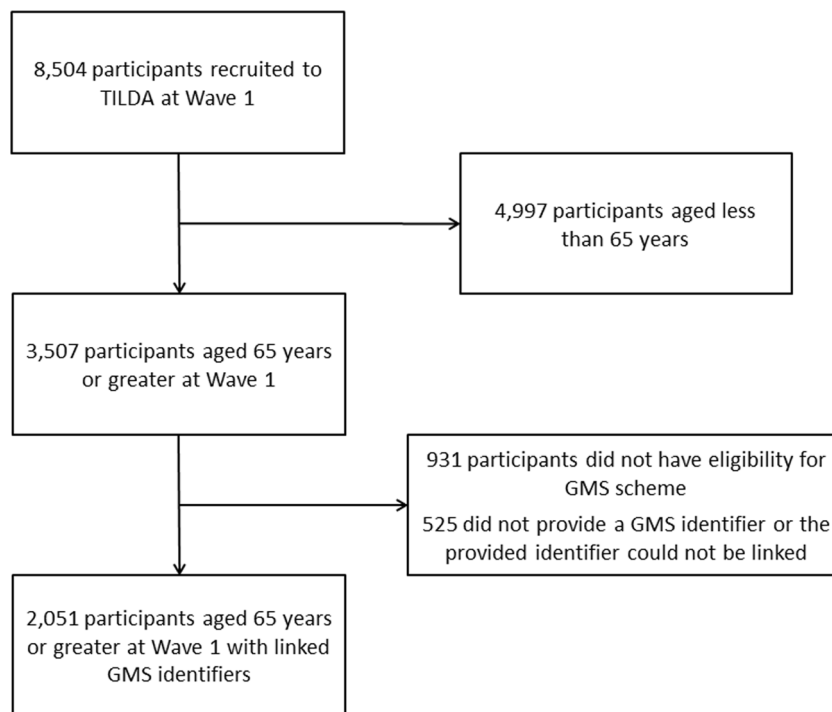 8,504 participants recruited to
TILDA at Wave 1
4,997 participants aged less
than 65 years
3,507 participants aged 65 years
or greater at Wave 1
931 participants did not have eligibility for
GMS scheme
525 did not provide a GMS identifier or the
provided identifier could not be linked
2,051 participants aged 65 years
or greater at Wave 1 with linked
GMS identifiers